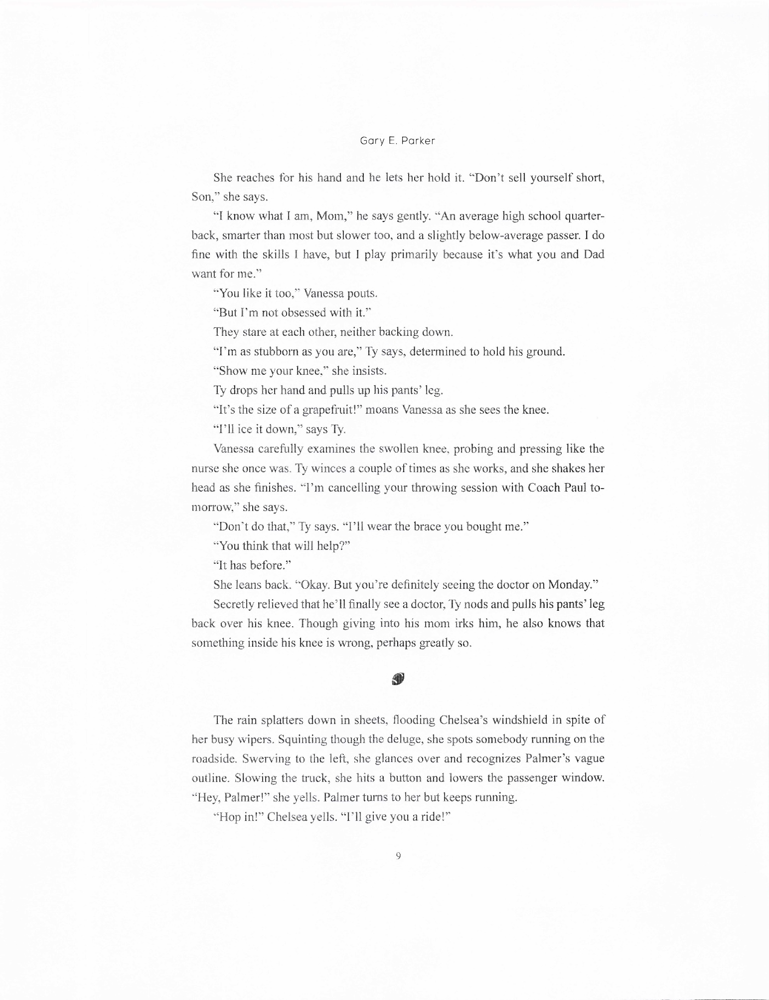 Gary E. Parker
She reaches for his hand and he lets her hold it. “Don’t sell yourself short,
Son,” she says.
“I know what I am, Mom,” he says gently. “An average high school quarter-
back, smarter than most but slower too, and a slightly below-average passer. I do
fine with the skills I have, but I play primarily because it’s what you and Dad
want for me.”
“You like it too,” Vanessa pouts.
“But I’m not obsessed with it.”
They stare at each other, neither backing down.
“I’m as stubborn as you are,” Ty says, determined to hold his ground.
“Show me your knee,” she insists.
Ty drops her hand and pulls up his pants’ leg.
“It’s the size of a grapefruit!” moans Vanessa as she sees the knee.
“I’ll ice it down,” says Ty.
Vanessa carefully examines the swollen knee, probing and pressing like the
nurse she once was. Ty winces a couple of times as she works, and she shakes her
head as she finishes. “I’m cancelling your throwing session with Coach Paul to-
morrow,” she says.
“Don’t do that,” Ty says. “I’ll wear the brace you bought me.”
“You think that will help?”
“It has before.”
She leans back. “Okay. But you’re definitely seeing the doctor on Monday.”
Secretly relieved that he’ll finally see a doctor, Ty nods and pulls his pants’ leg
back over his knee. Though giving into his mom irks him, he also knows that
something inside his knee is wrong, perhaps greatly so.
The rain splatters down in sheets, flooding Chelsea’s windshield in spite of
her busy wipers. Squinting though the deluge, she spots somebody running on the
roadside. Swerving to the left, she glances over and recognizes Palmer’s vague
outline. Slowing the truck, she hits a button and lowers the passenger window.
“Hey, Palmer!” she yells. Palmer turns to her but keeps running.
“Hop in!” Chelsea yells. “I’ll give you a ride!”
9